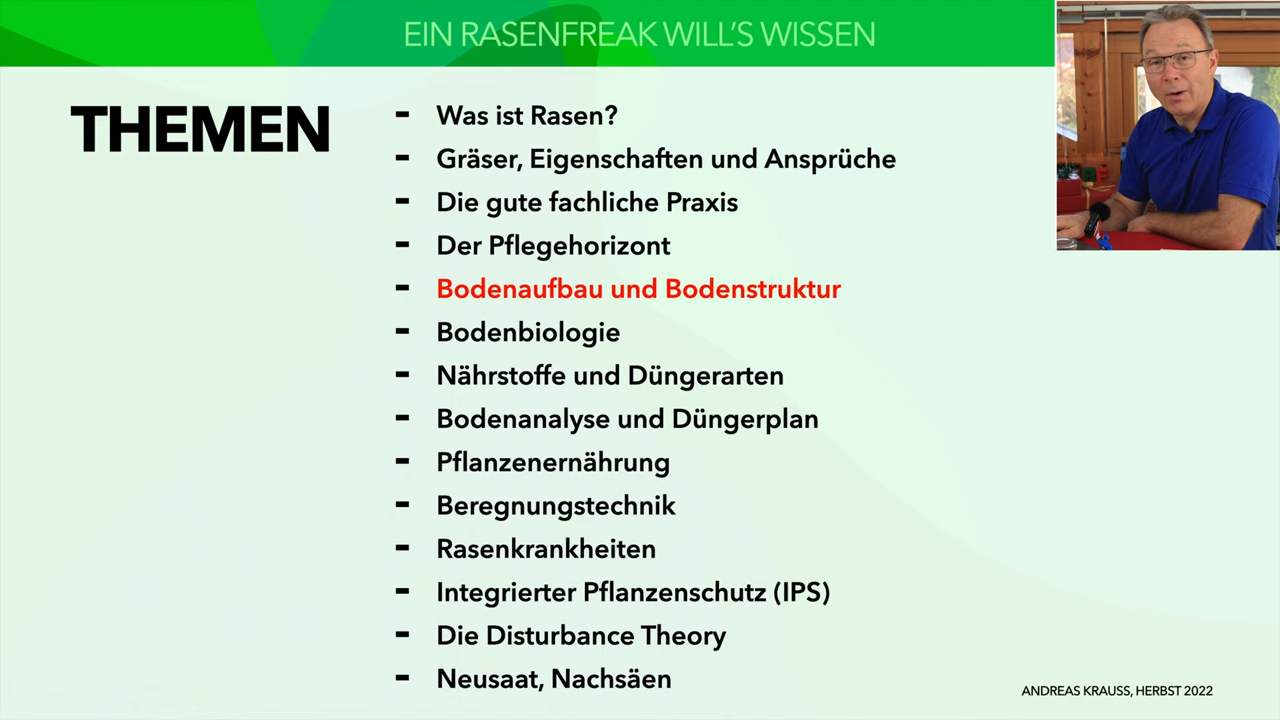 EIN RASENFREAK WILL'S WISSEN
THEMEN
- Was ist Rasen?
- Gräser, Eigenschaften und Ansprüche
- Die gute fachliche Praxis
- Der Pflegehorizont
- Bodenaufbau und Bodenstruktur
- Bodenbiologie
- Nährstoffe und Düngerarten
- Bodenanalyse und Düngerplan
- Pflanzenernährung
- Beregnungstechnik
- Rasenkrankheiten
- Integrierter Pflanzenschutz (IPS)
- Die Disturbance Theory
- Neusaat, Nachsäen
ANDREAS KRAUSS, HERBST 2022